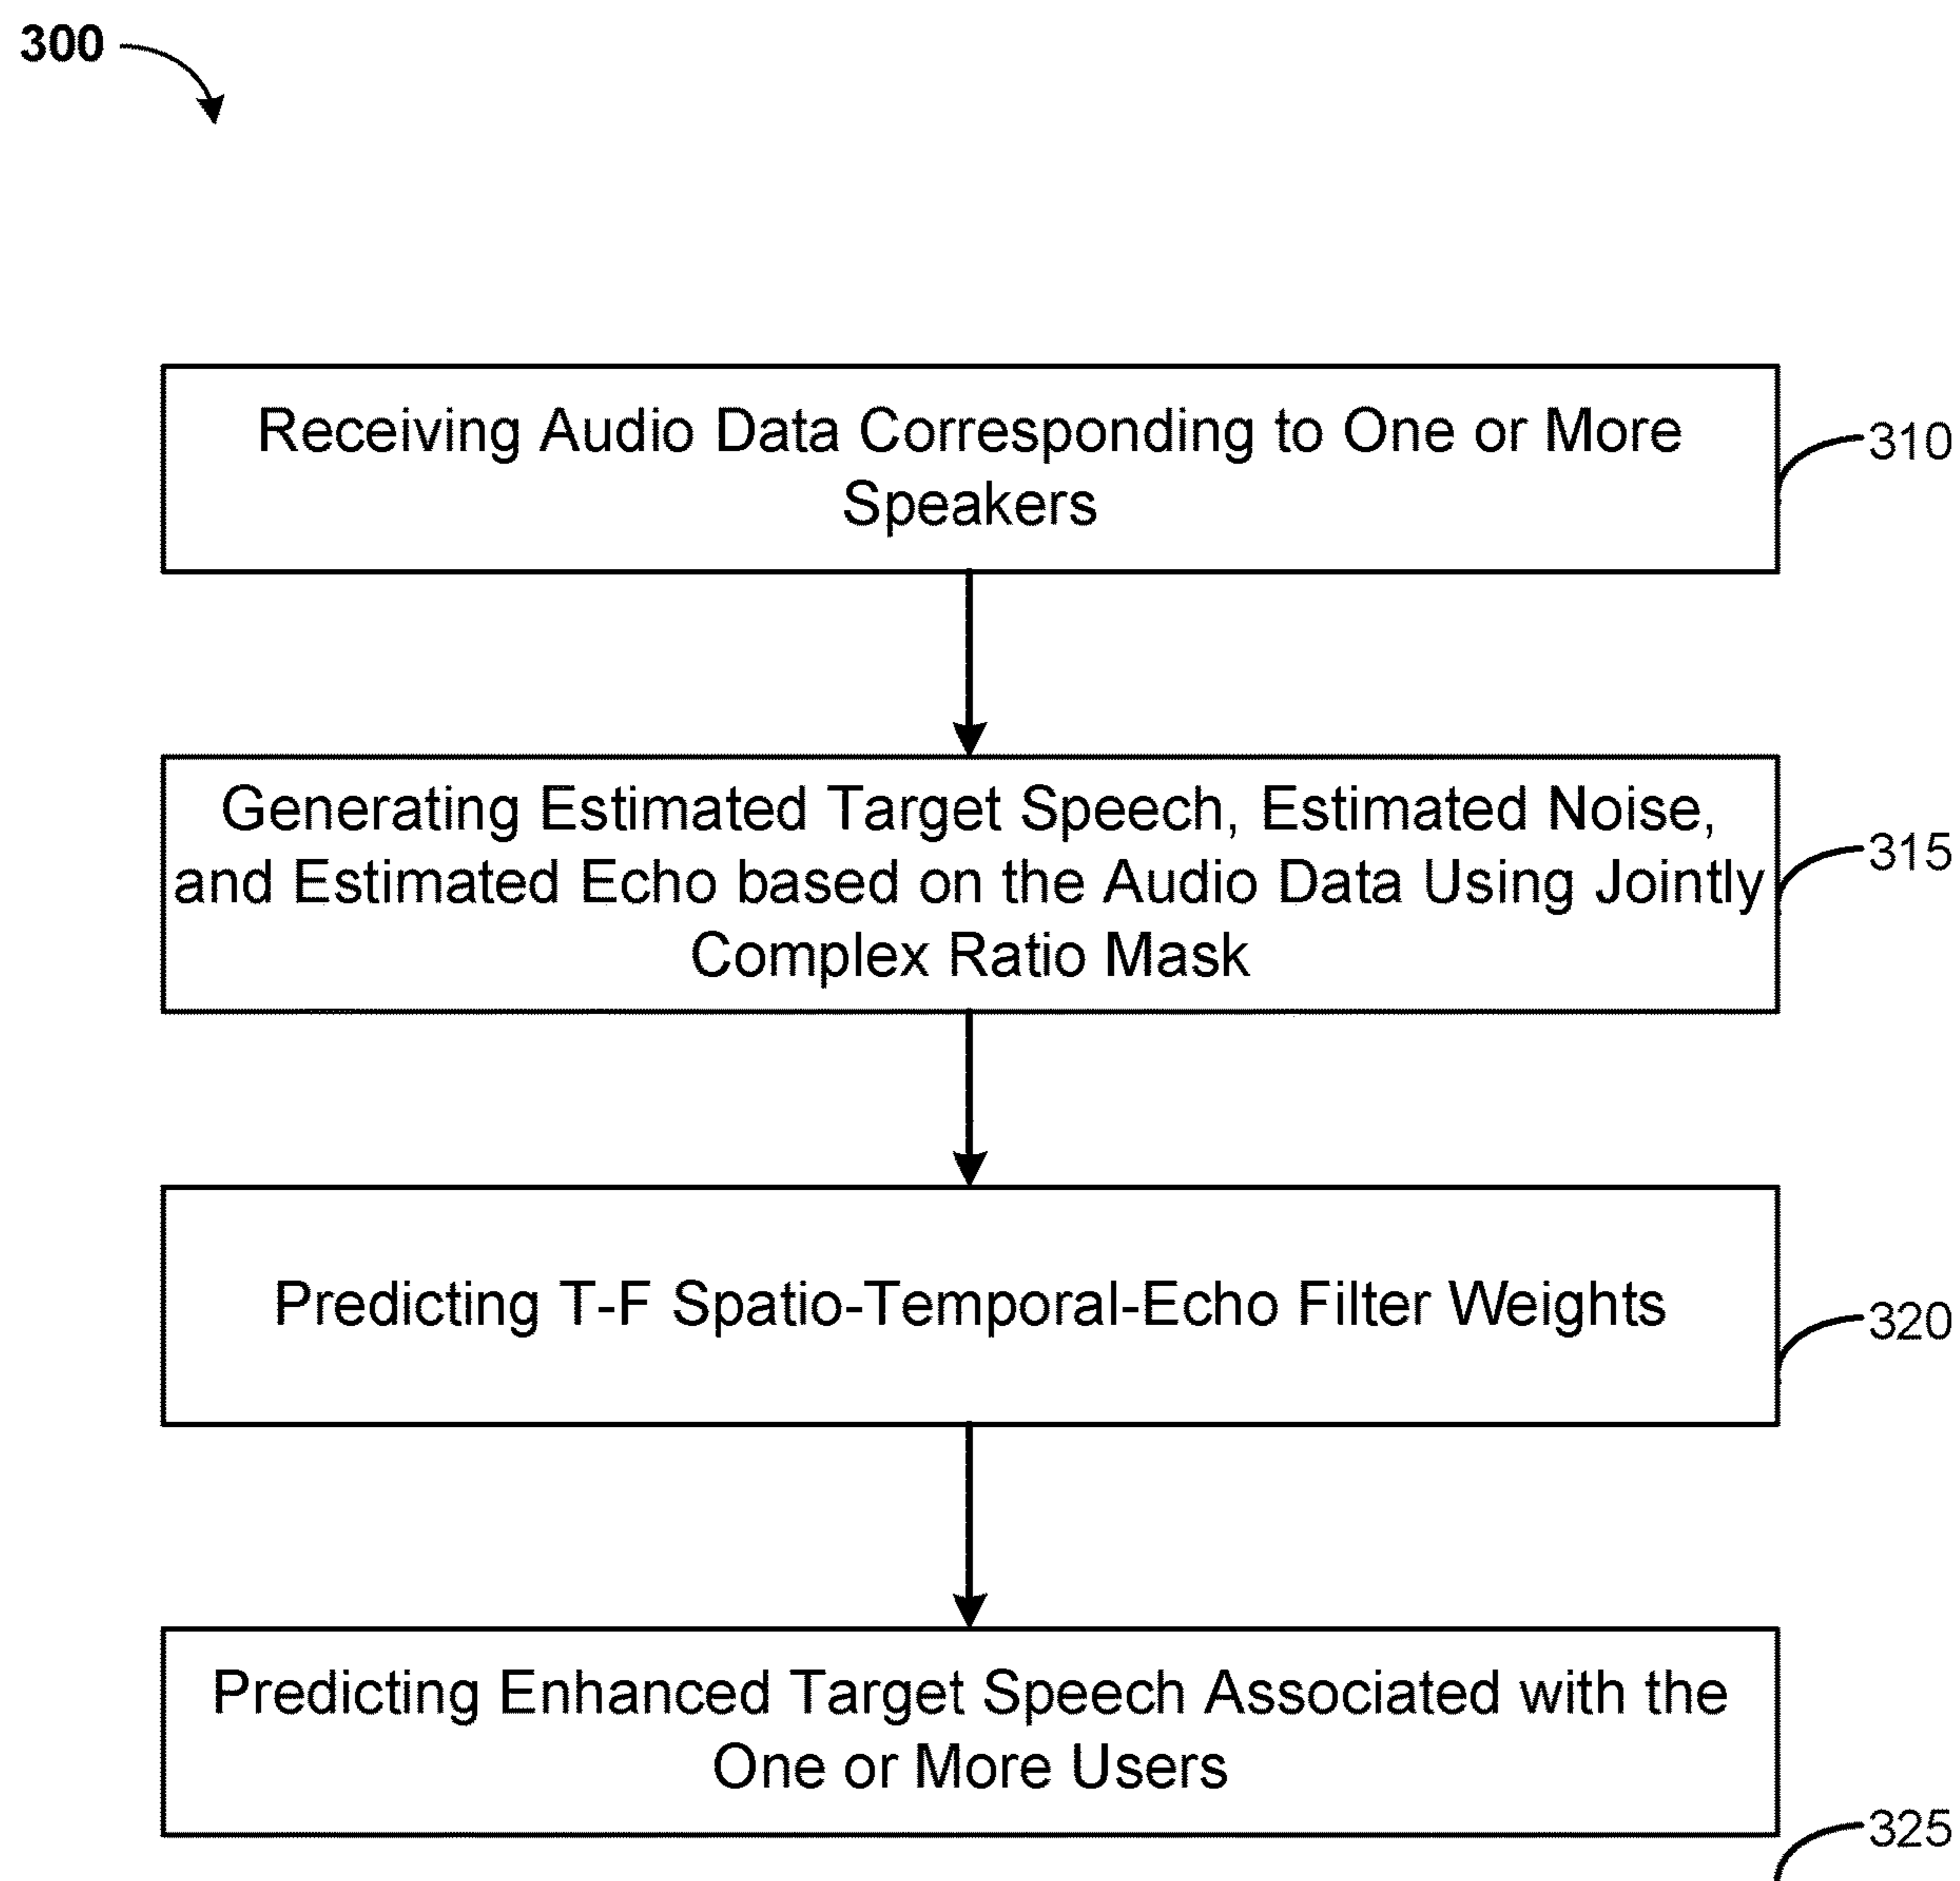 300
Receiving Audio Data Corresponding to One or More
Speakers
310
Generating Estimated Target Speech, Estimated Noise,
and Estimated Echo based on the Audio Data Using Jointly
Complex Ratio Mask
315
Predicting T-F Spatio-Temporal-Echo Filter Weights
320
Predicting Enhanced Target Speech Associated with the
One or More Users
325